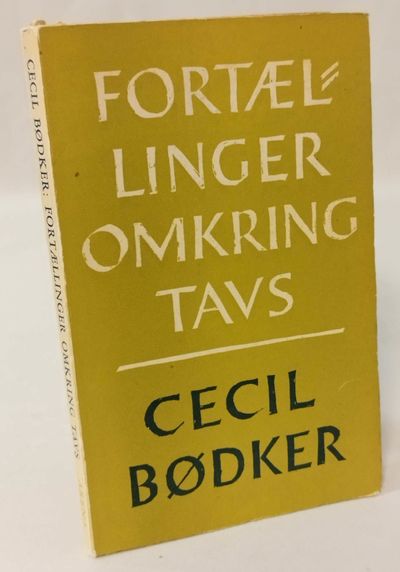 FORTÆL=
LINGER
OMKRING
TAVS
CECIL
BØDKER
CECIL BØDKER: FORTÆLLINGER OMKRING TAVS